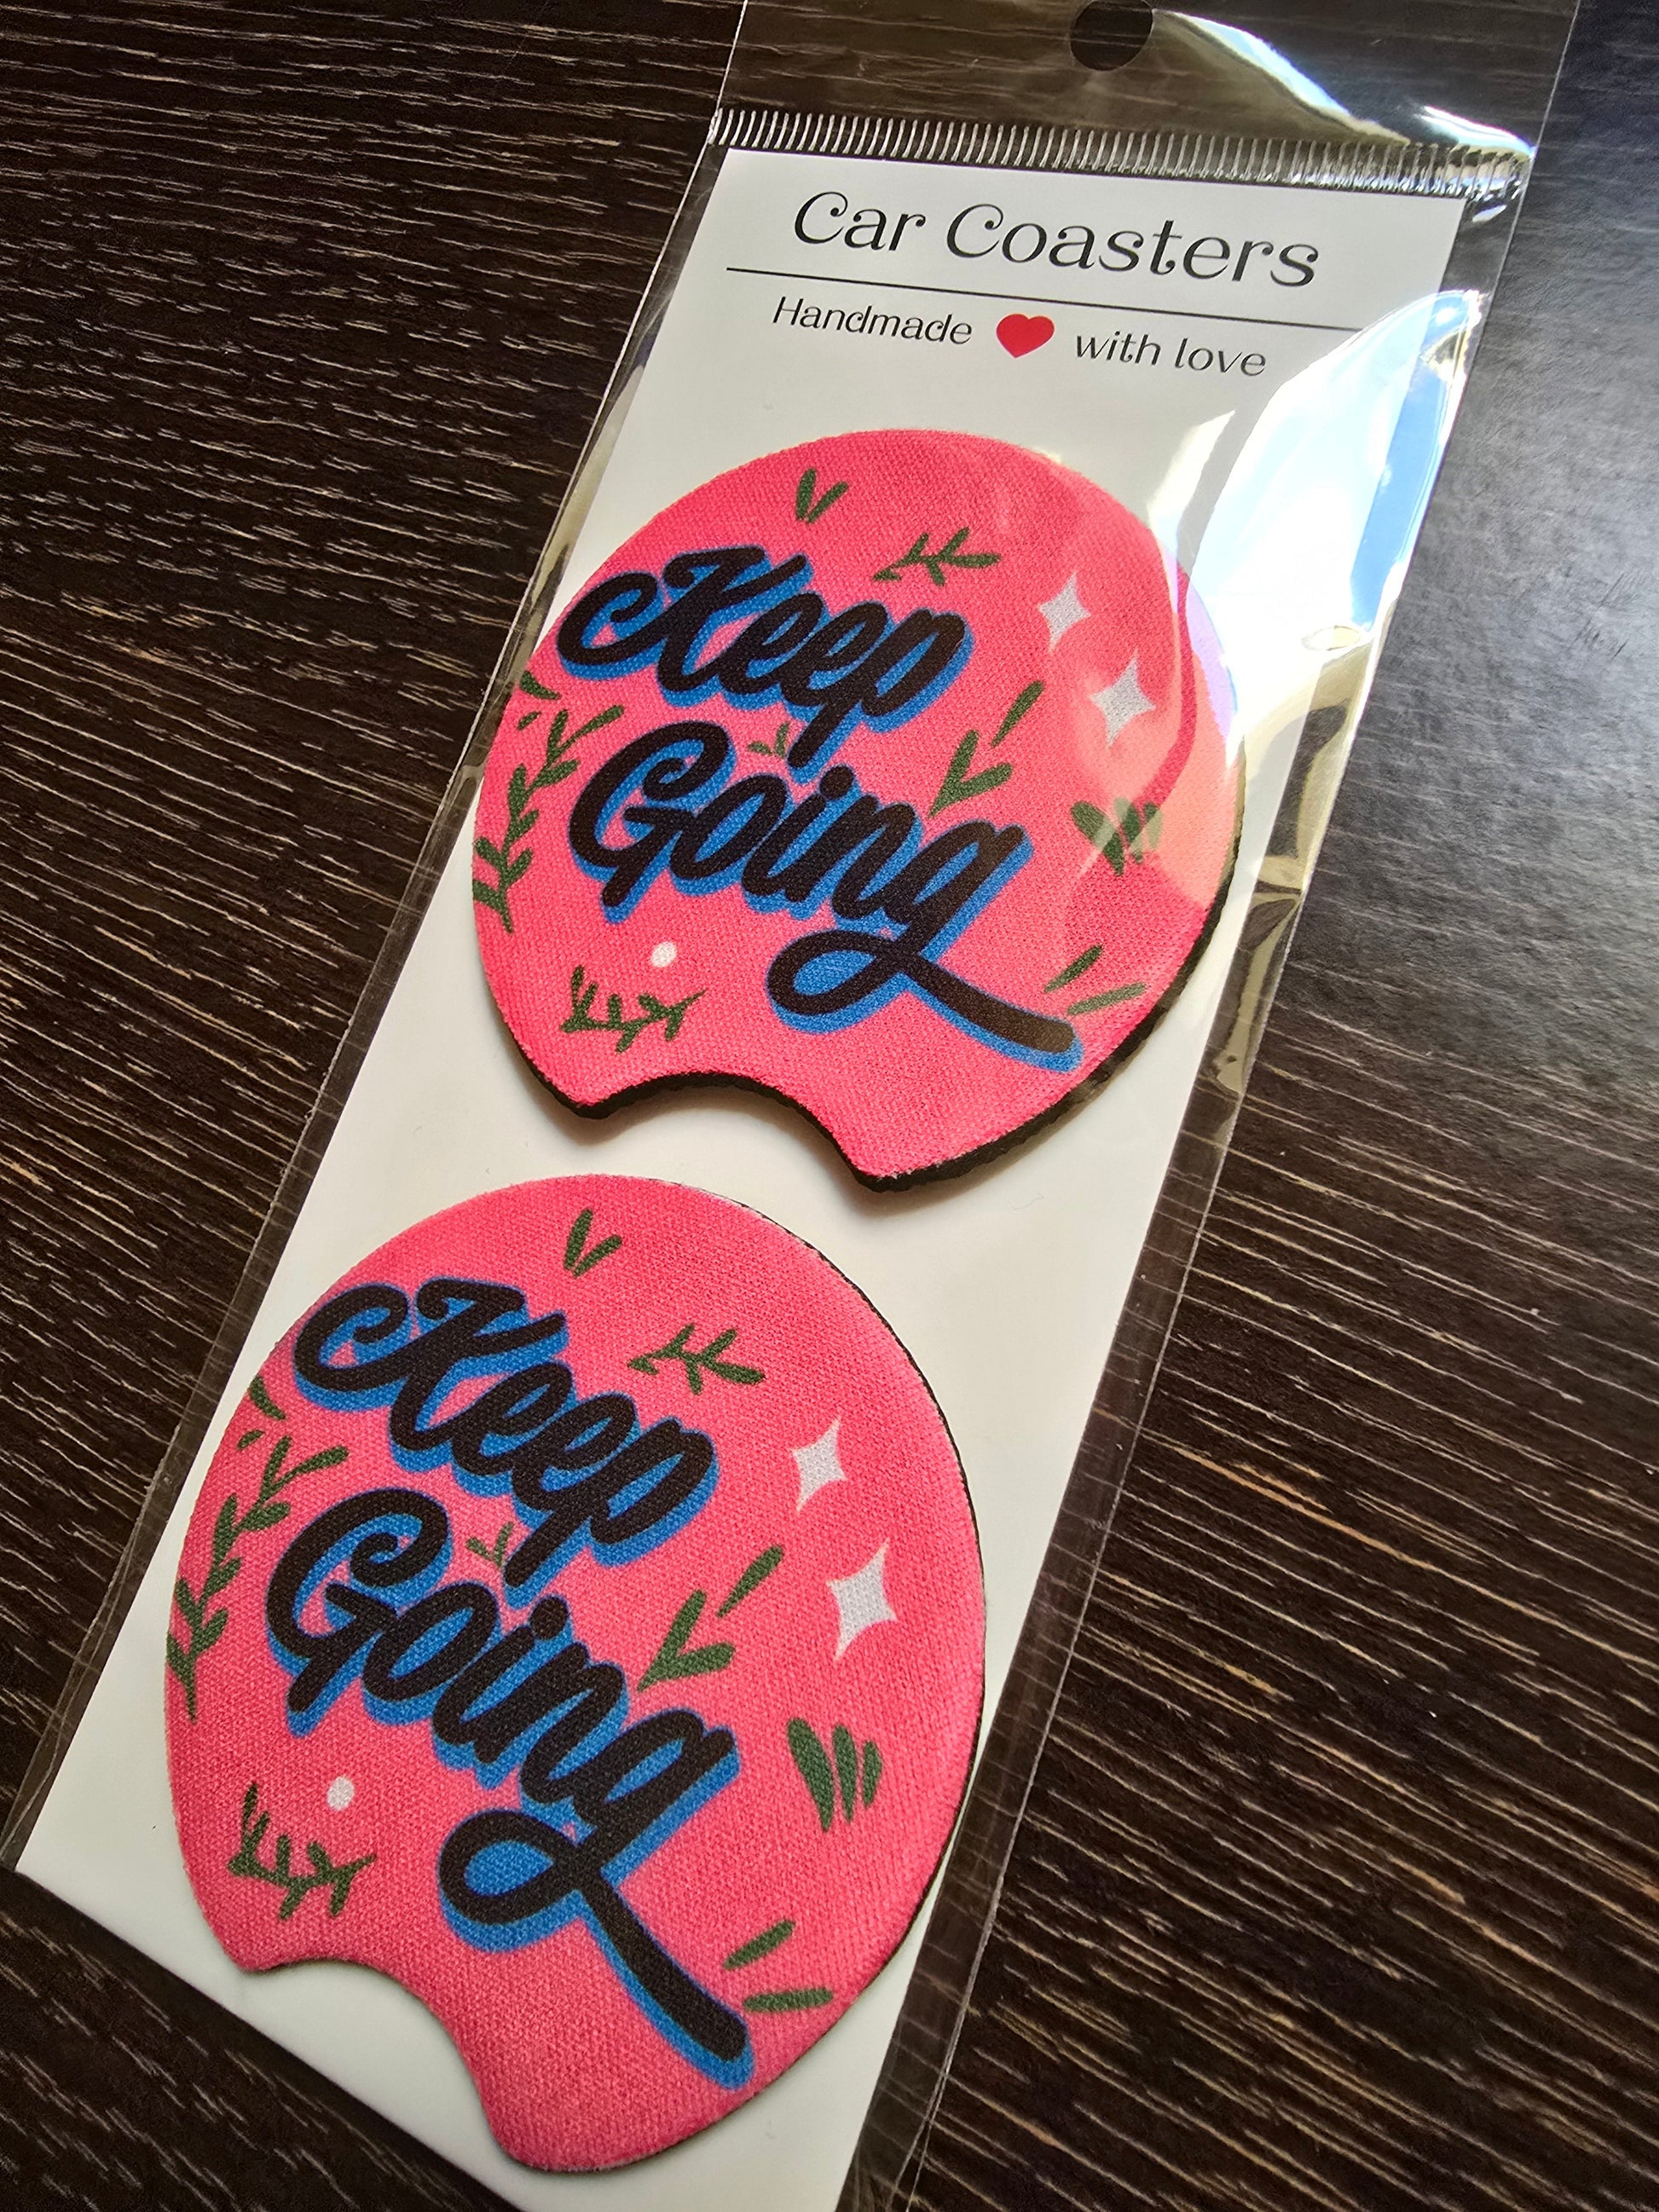 Car Coasters
Handmade ❤ with love
Keep
Going
Keep
Going